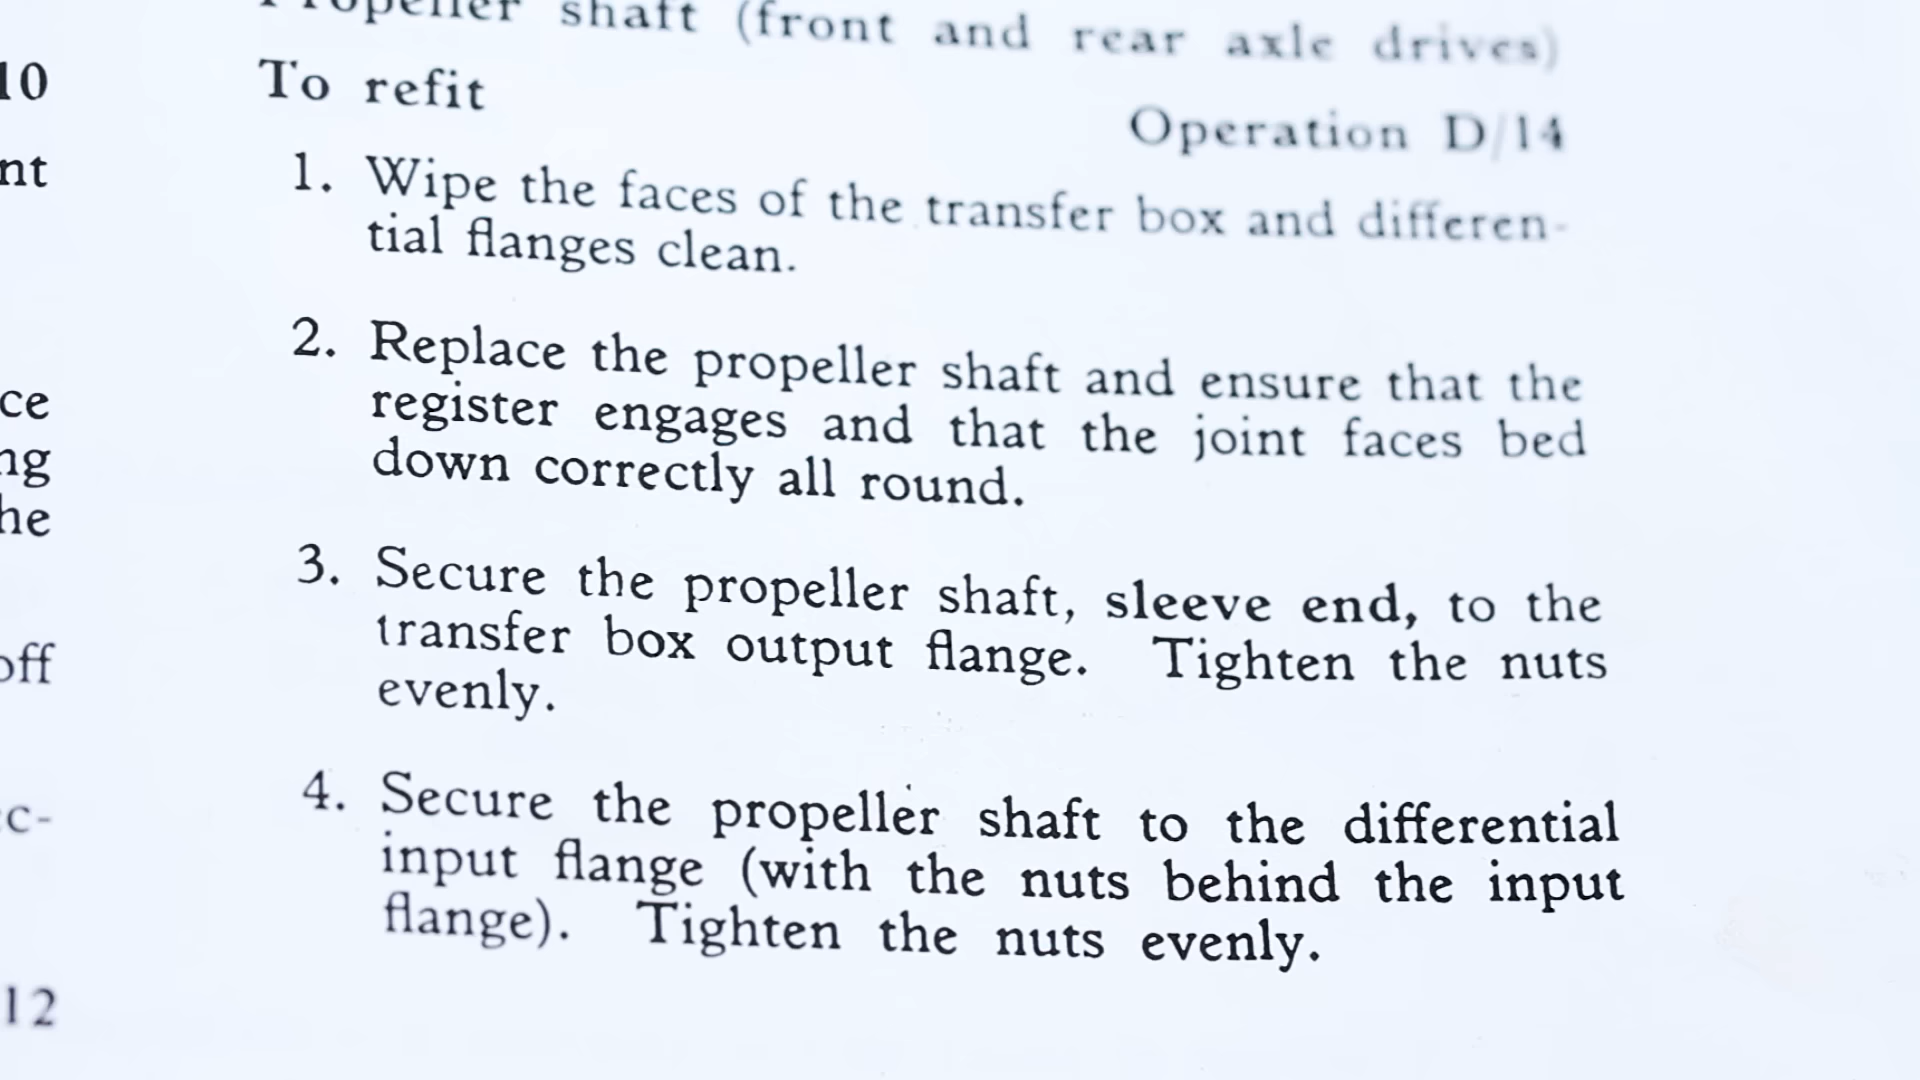 10
nt
ce
ng
he
off
c-
12
Propeller shaft (front and rear axle drives)
To refit
Operation D/14
1. Wipe the faces of the transfer box and differen-
tial flanges clean.
2. Replace the propeller shaft and ensure that the
register engages and that the joint faces bed
down correctly all round.
3. Secure the propeller shaft, sleeve end, to the
transfer box output flange. Tighten the nuts
evenly.
4. Secure the propeller shaft to the differential
input flange (with the nuts behind the input
flange). Tighten the nuts evenly.